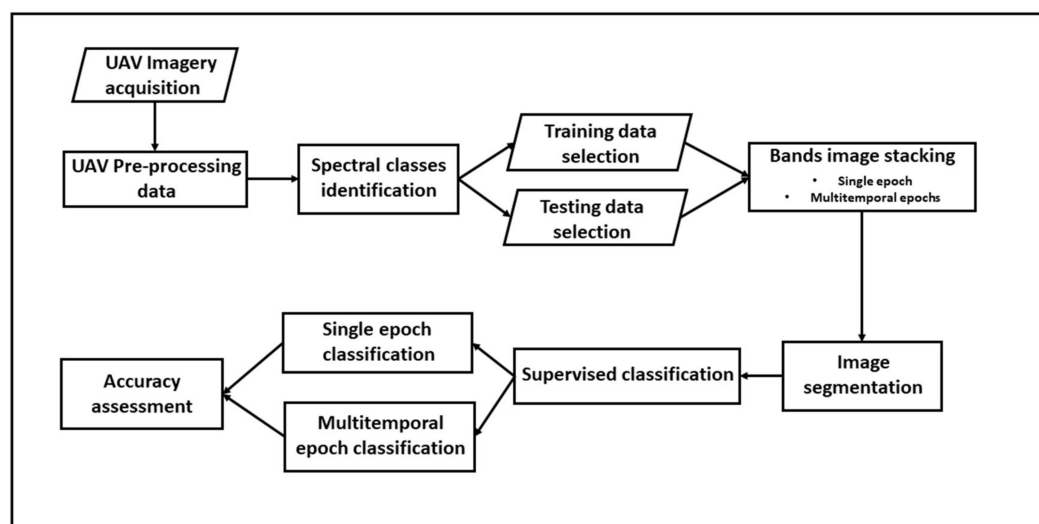 UAV Imagery
acquisition
UAV Pre-processing
data
Spectral classes
identification
Training data
selection
Testing data
selection
Bands image stacking
• Single epoch
• Multitemporal epochs
Image
segmentation
Supervised classification
Single epoch
classification
Multitemporal
epoch classification
Accuracy
assessment